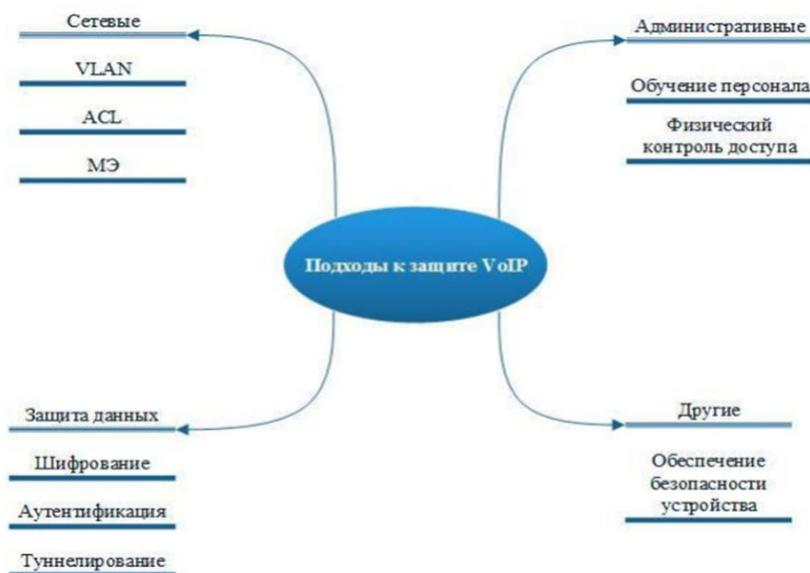 Сетевые
VLAN
ACL
МЭ
Административные
Обучение персонала
Физический
контроль доступа
Подходы к защите VoIP
Защита данных
Шифрование
Аутентификация
Туннелирование
Другие
Обеспечение
безопасности
устройства